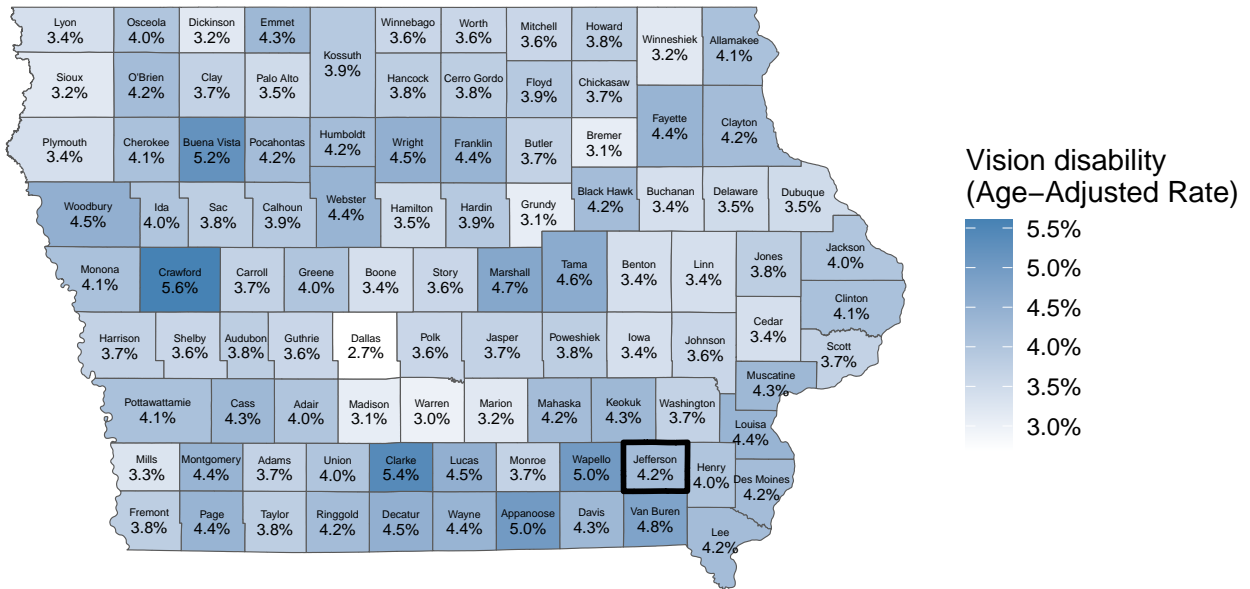 Lyon
3.4%
Osceola
4.0%
Dickinson
3.2%
Emmet
4.3%
Kossuth
3.9%
Winnebago
3.6%
Worth
3.6%
Mitchell
3.6%
Howard
3.8%
Winneshiek
3.2%
Allamakee
4.1%
Sioux
3.2%
O'Brien
4.2%
Clay
3.7%
Palo Alto
3.5%
Hancock
3.8%
Cerro Gordo
3.8%
Floyd
3.9%
Chickasaw
3.7%
Fayette
4.4%
Clayton
4.2%
Plymouth
3.4%
Cherokee
4.1%
Buena Vista
5.2%
Pocahontas
4.2%
Humboldt
4.2%
Wright
4.5%
Franklin
4.4%
Butler
3.7%
Bremer
3.1%
Woodbury
4.5%
Ida
4.0%
Sac
3.8%
Calhoun
3.9%
Webster
4.4%
Hamilton
3.5%
Hardin
3.9%
Grundy
3.1%
Black Hawk
4.2%
Buchanan
3.4%
Delaware
3.5%
Dubuque
3.5%
Monona
4.1%
Crawford
5.6%
Carroll
3.7%
Greene
4.0%
Boone
3.4%
Story
3.6%
Marshall
4.7%
Tama
4.6%
Benton
3.4%
Linn
3.4%
Jones
3.8%
Jackson
4.0%
Clinton
4.1%
Harrison
3.7%
Shelby
3.6%
Audubon
3.8%
Guthrie
3.6%
Dallas
2.7%
Polk
3.6%
Jasper
3.7%
Poweshiek
3.8%
Iowa
3.4%
Johnson
3.6%
Cedar
3.4%
Scott
3.7%
Muscatine
4.3%
Pottawattamie
4.1%
Cass
4.3%
Adair
4.0%
Madison
3.1%
Warren
3.0%
Marion
3.2%
Mahaska
4.2%
Keokuk
4.3%
Washington
3.7%
Louisa
4.4%
Mills
3.3%
Montgomery
4.4%
Adams
3.7%
Union
4.0%
Clarke
5.4%
Lucas
4.5%
Monroe
3.7%
Wapello
5.0%
Jefferson
4.2%
Henry
4.0%
Des Moines
4.2%
Fremont
3.8%
Page
4.4%
Taylor
3.8%
Ringgold
4.2%
Decatur
4.5%
Wayne
4.4%
Appanoose
5.0%
Davis
4.3%
Van Buren
4.8%
Lee
4.2%
Vision disability
(Age−Adjusted Rate)
5.5%
5.0%
4.5%
4.0%
3.5%
3.0%